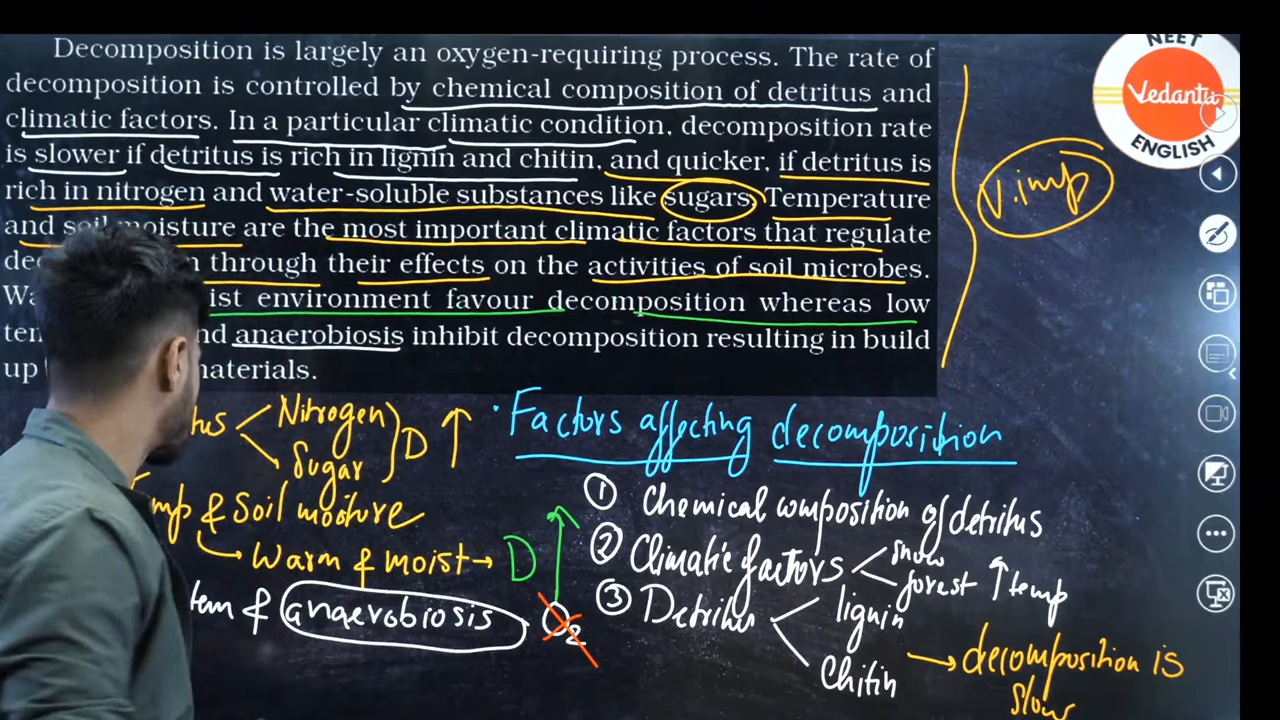 Decomposition is largely an oxygen-requiring process. The rate of
decomposition is controlled by chemical composition of detritus and
climatic factors. In a particular climatic condition, decomposition rate
is slower if detritus is rich in lignin and chitin, and quicker, if detritus is
rich in nitrogen and water-soluble substances like sugars. Temperature
and soil moisture are the most important climatic factors that regulate
through their effects on the activities of soil microbes.
environment favour decomposition whereas low
anaerobiosis inhibit decomposition resulting in build
up
NEET
Vedantu
ENGLISH
V.imp
Nitrogen
Sugar
D ↑
& Soil moisture
Warm & moist → D
& anaerobiosis O2
Factors affecting decomposition
① Chemical composition of detritus
② Climatic factors
snow
forest ↑ temp
③ Detritus
lignin
Chitin → decomposition is
slow